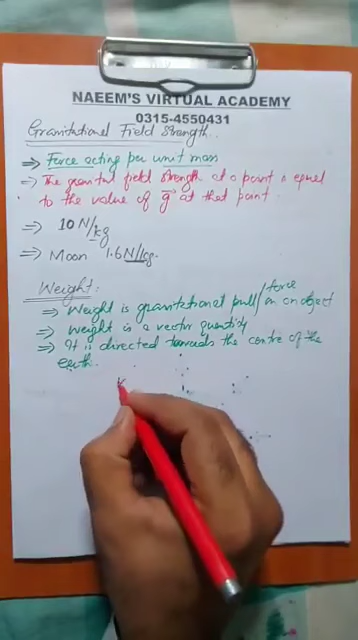 NAEEM'S VIRTUAL ACADEMY
0315-4550431
Gravitational Field Strength.
⇒ Force acting per unit mass
⇒ The gravitatnal field strength at a point is equal
to the value of g⃗ at that point.
⇒ 10 N/kg
⇒ Moon 1.6 N/kg.
Weight:
⇒ Weight is gravitational pull/force on an object
⇒ Weight is a vector quantity
⇒ It is directed towards the centre of the
earth.